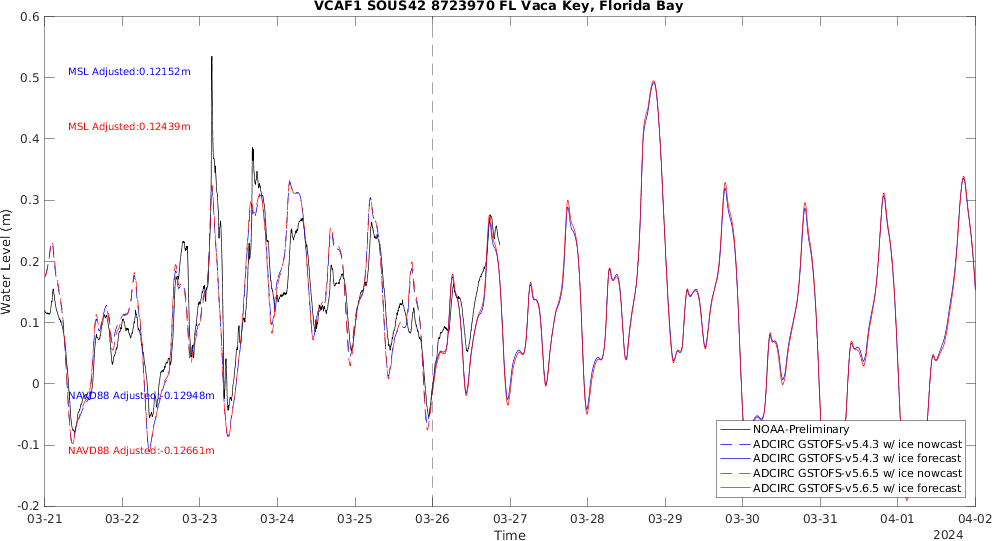 VCAF1 SOUS42 8723970 FL Vaca Key, Florida Bay
Water Level (m)
0.6
0.5
0.4
0.3
0.2
0.1
0
-0.1
-0.2
MSL Adjusted:0.12152m
MSL Adjusted:0.12439m
NAVD88 Adjusted:-0.12948m
NAVD88 Adjusted:-0.12661m
NOAA-Preliminary
ADCIRC GSTOFS-v5.4.3 w/ ice nowcast
ADCIRC GSTOFS-v5.4.3 w/ ice forecast
ADCIRC GSTOFS-v5.6.5 w/ ice nowcast
ADCIRC GSTOFS-v5.6.5 w/ ice forecast
03-21 03-22 03-23 03-24 03-25 03-26 03-27 03-28 03-29 03-30 03-31 04-01 04-02
Time
2024